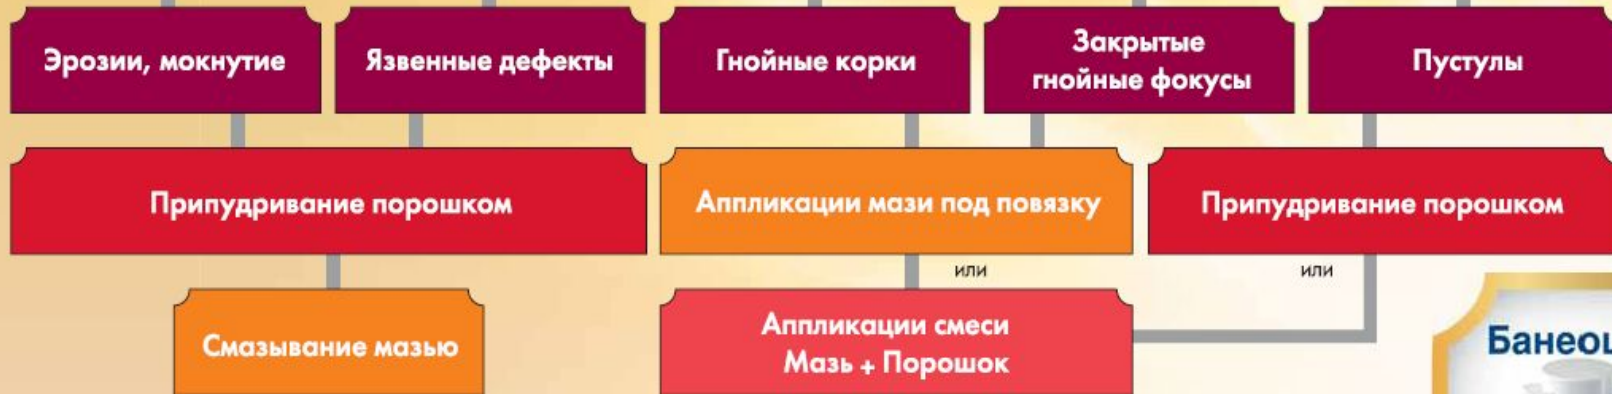 Эрозии, мокнутие
Язвенные дефекты
Гнойные корки
Закрытые
гнойные фокусы
Пустулы
Припудривание порошком
Аппликации мази под повязку
Припудривание порошком
или
или
Смазывание мазью
Аппликации смеси
Мазь + Порошок